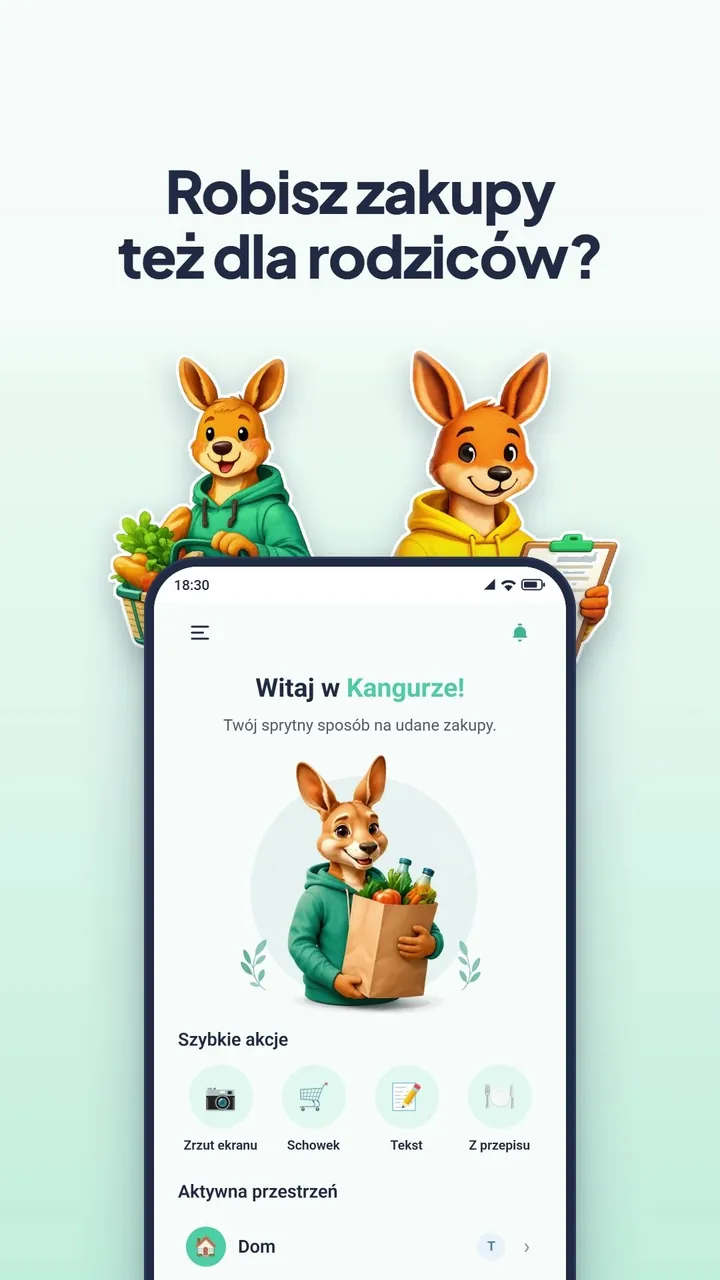 Robisz zakupy
też dla rodziców?
18:30
Witaj w Kangurze!
Twój sprytny sposób na udane zakupy.
Szybkie akcje
Zrzut ekranu
Schowek
Tekst
Z przepisu
Aktywna przestrzeń
Dom
T